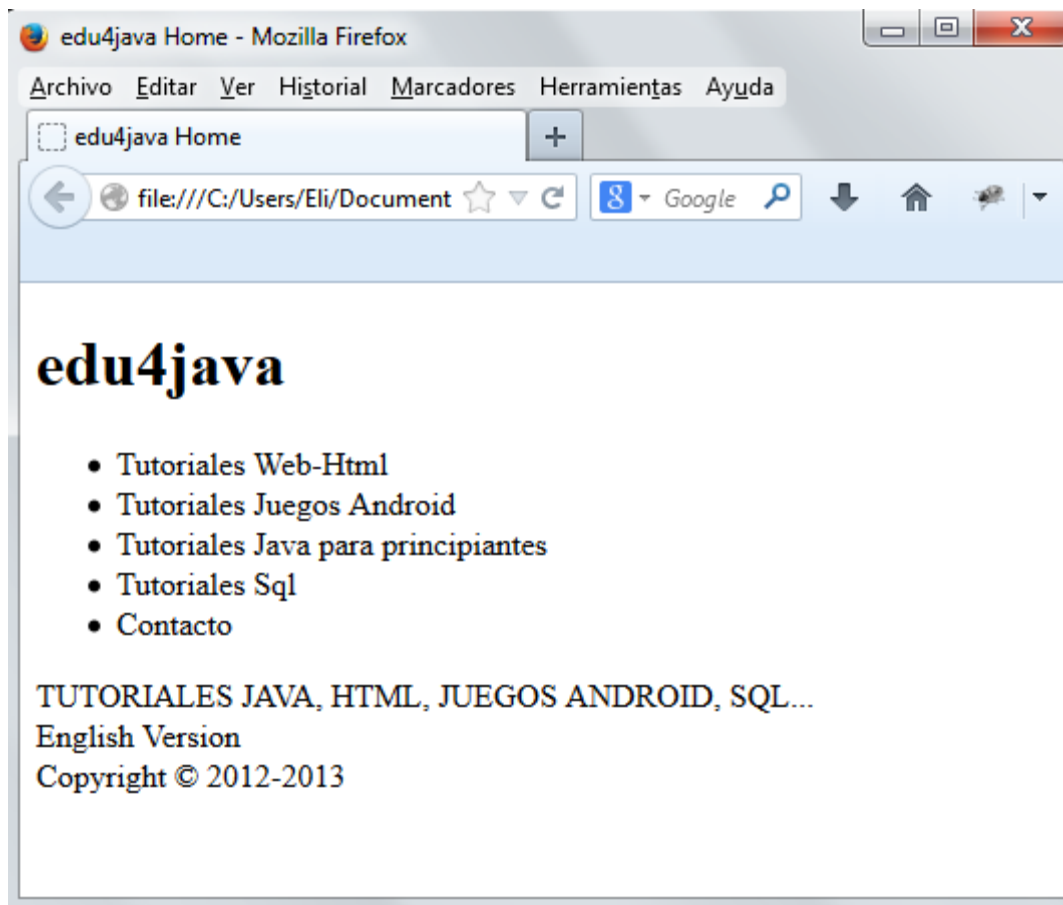 edu4java Home - Mozilla Firefox
Archivo Editar Ver Historial Marcadores Herramientas Ayuda
edu4java Home
file:///C:/Users/Eli/Document
8 Google
edu4java
• Tutoriales Web-Html
• Tutoriales Juegos Android
• Tutoriales Java para principiantes
• Tutoriales Sql
• Contacto
TUTORIALES JAVA, HTML, JUEGOS ANDROID, SQL...
English Version
Copyright © 2012-2013